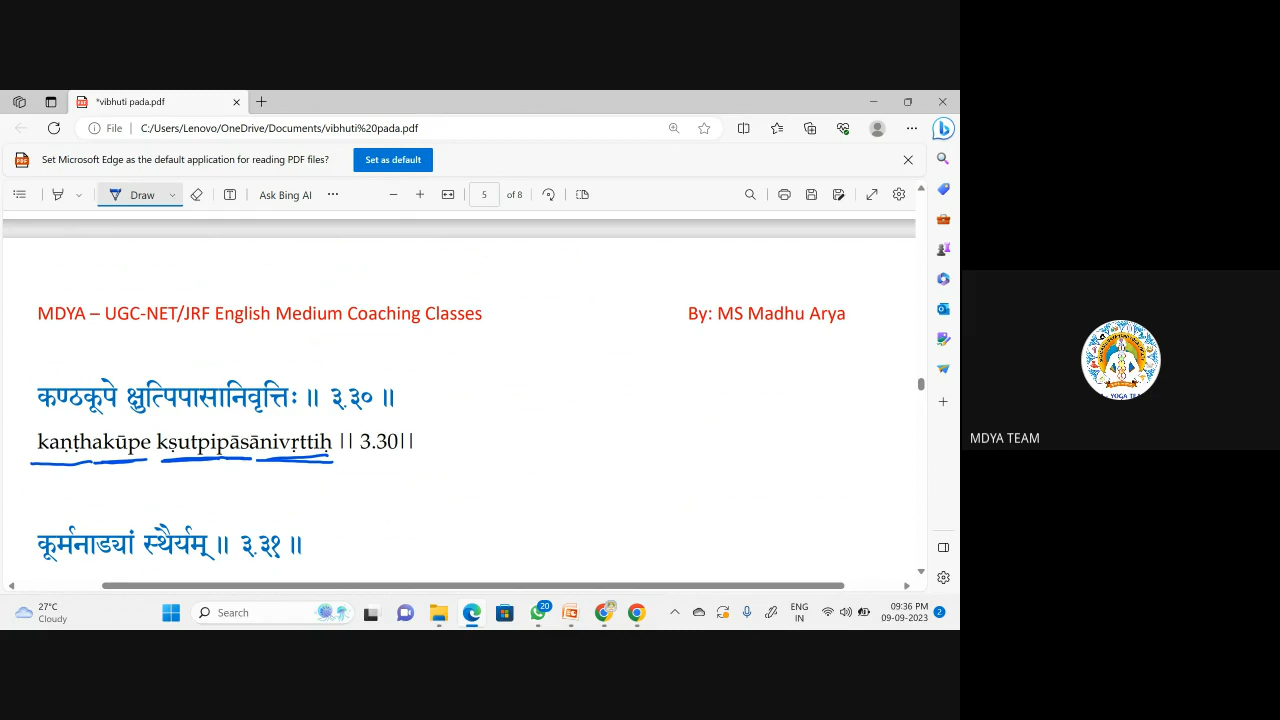 *vibhuti pada.pdf
File
C:/Users/Lenovo/OneDrive/Documents/vibhuti%20pada.pdf
Set Microsoft Edge as the default application for reading PDF files?
Set as default
Draw
Ask Bing AI
5 of 8
MDYA – UGC-NET/JRF English Medium Coaching Classes
By: MS Madhu Arya
कण्ठकूपे क्षुत्पिपासानिवृत्तिः ॥ ३.३० ॥
kaṇṭhakūpe kṣutpipāsānivṛttiḥ || 3.30||
कूर्मनाड्यां स्थैर्यम् ॥ ३.३१ ॥
MDYA TEAM
27°C
Cloudy
Search
20
ENG
IN
09:36 PM
09-09-2023
2